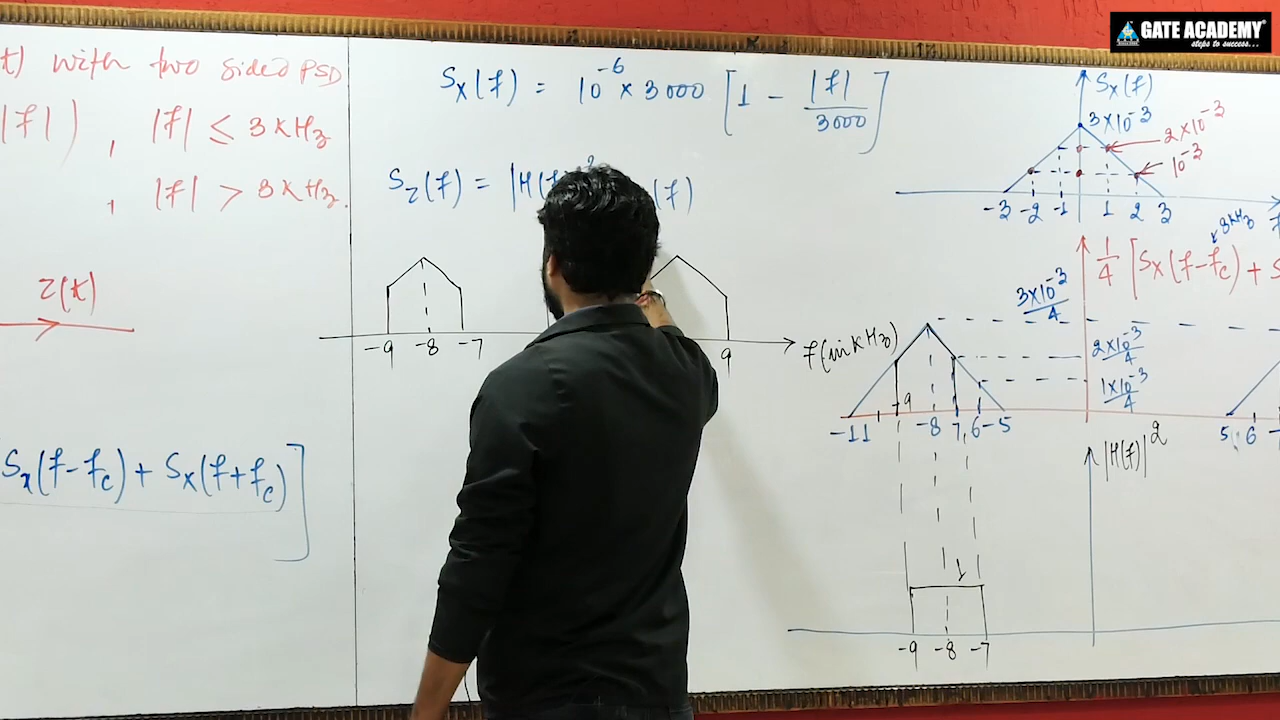 GATE ACADEMY
steps to success...
t) with two sided PSD
|f|) , |f| ≤ 3 KHz
, |f| > 3 KHz.
z(t)
Sx(f-fc) + Sx(f+fc)]
Sx(f) = 10^-6 × 3000 [1 - |f|/3000]
Sz(f) = |H(f)|^2 (f)
-9 -8 -7 9 f(in KHz)
Sx(f)
3×10^-3
2×10^-3
10^-3
-3 -2 -1 1 2 3
8KHz
1/4 [Sx(f-fc) + S
3×10^-3/4
2×10^-3/4
1×10^-3/4
-11 -9 -8 7, 6 -5 5 6
|H(f)|^2
1
-9 -8 -7